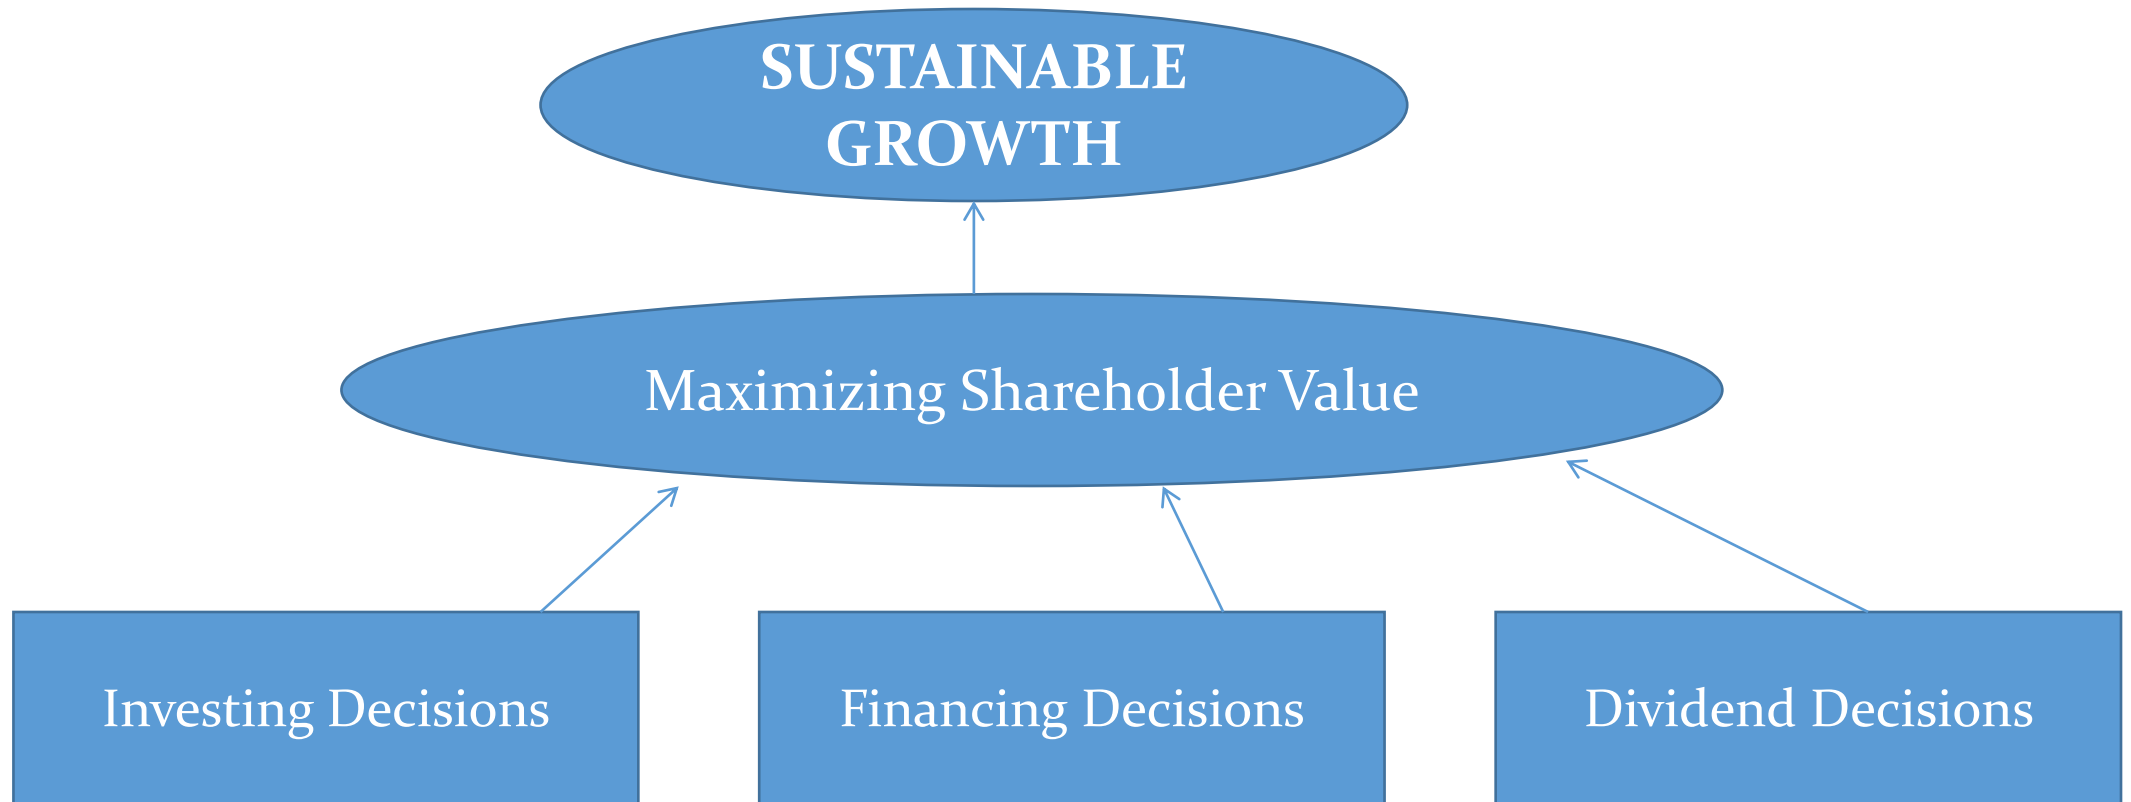 SUSTAINABLE
GROWTH
Maximizing Shareholder Value
Investing Decisions
Financing Decisions
Dividend Decisions